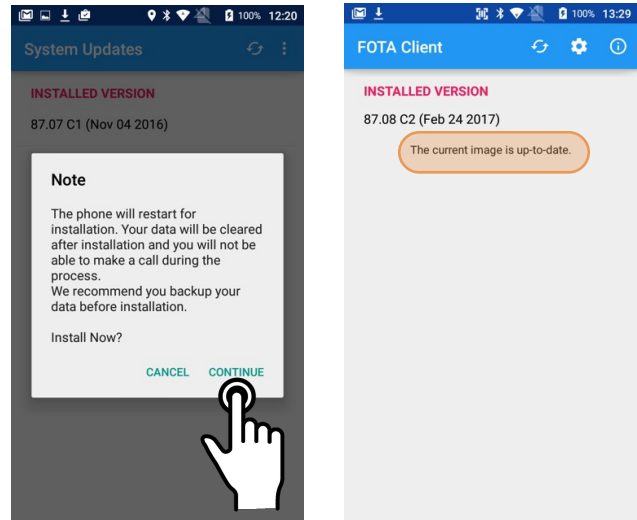 100% 12:20
System Updates
INSTALLED VERSION
87.07 C1 (Nov 04 2016)
Note
The phone will restart for
installation. Your data will be cleared
after installation and you will not be
able to make a call during the
process.
We recommend you backup your
data before installation.
Install Now?
CANCEL CONTINUE
100% 13:29
FOTA Client
INSTALLED VERSION
87.08 C2 (Feb 24 2017)
The current image is up-to-date.